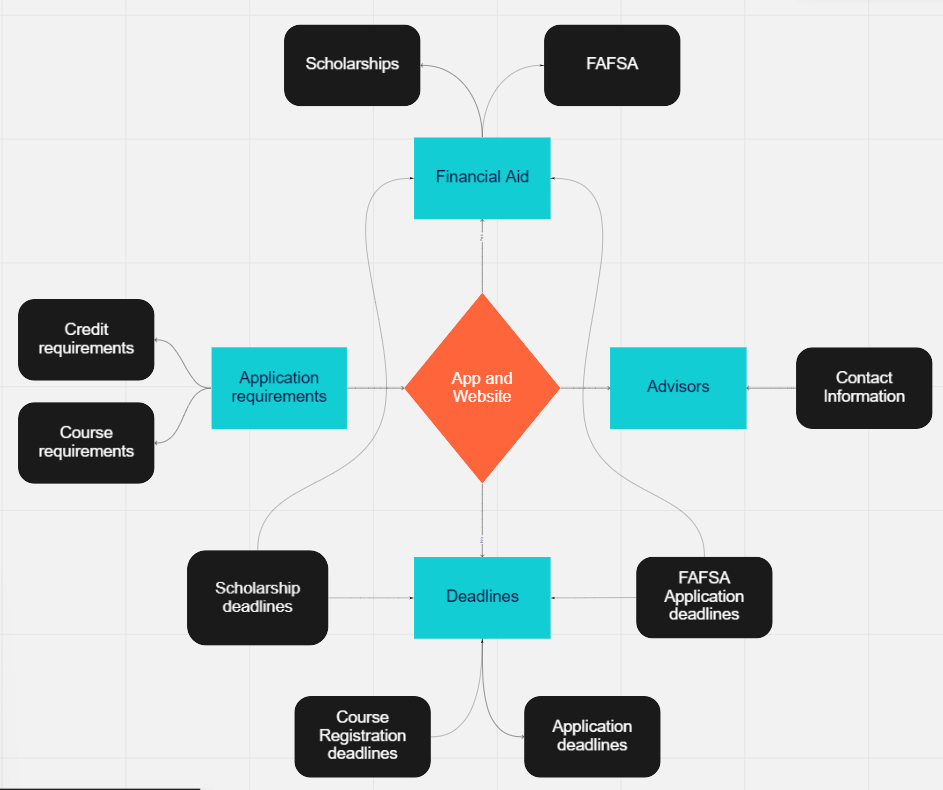 Scholarships
FAFSA
Financial Aid
Credit
requirements
Application
requirements
App and
Website
Advisors
Contact
Information
Course
requirements
Scholarship
deadlines
Deadlines
FAFSA
Application
deadlines
Course
Registration
deadlines
Application
deadlines